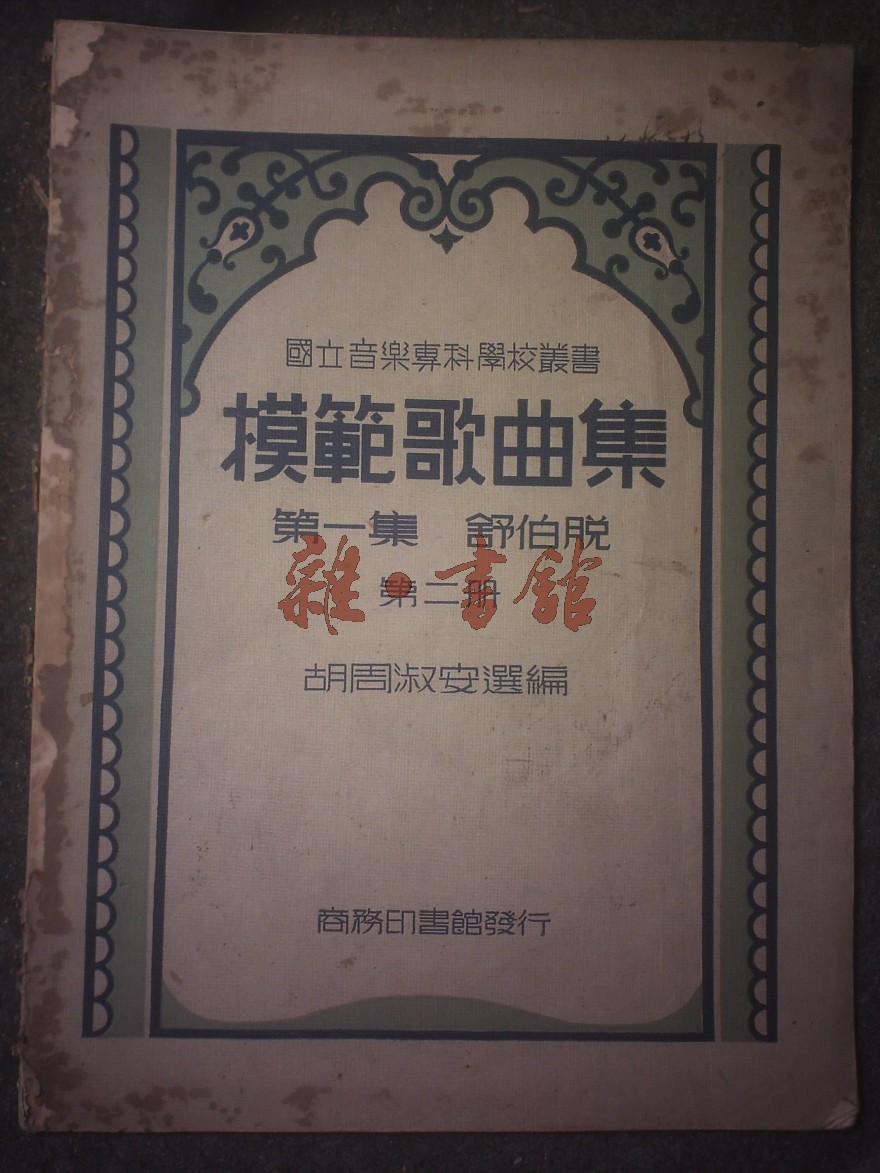 國立音樂專科學校叢書
模範歌曲集
第一集 舒伯脱
第二册
雜·書館
胡周淑安選編
商務印書館發行